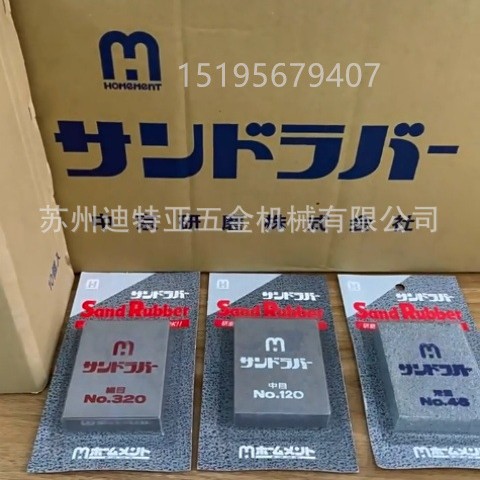 HOMEMENT
15195679407
サンドラバー
苏州迪特亚五金机械有限公司
サンドラバー
Sand Rubber
サンドラバー
細目
No.320
ホームメント
サンドラバー
Sand Rubber
サンドラバー
中目
No.120
ホームメント
サンドラバー
Sand Rubber
サンドラバー
荒目
No.46
ホームメント